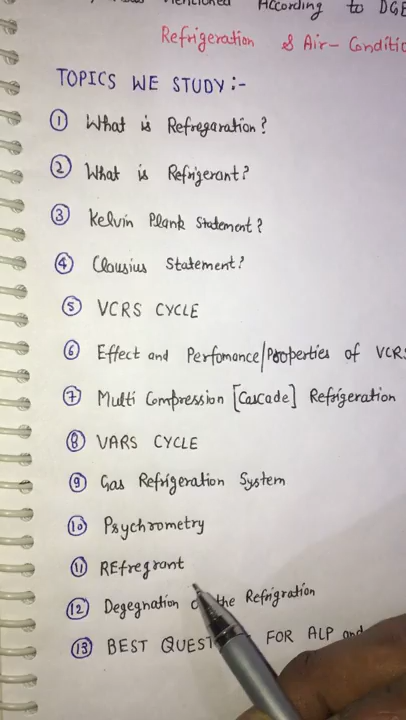 According to DGE
Refrigeration & Air-Conditio
TOPICS WE STUDY :-
① What is Refregaration?
② What is Refrigerant?
③ Kelvin Plank Statement?
④ Clousius Statement?
⑤ VCRS CYCLE
⑥ Effect and Perfomance/Properties of VCRS
⑦ Multi Compression [Cascade] Refrigeration
⑧ VARS CYCLE
⑨ Gas Refrigeration System
⑩ Psychrometry
⑪ REfregrant
⑫ Degegnation the Refrigration
⑬ BEST QUEST FOR ALP and